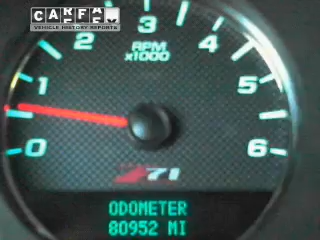 CARFAX
VEHICLE HISTORY REPORTS
0 1 2 3 4 5 6
RPM
x1000
Z71
ODOMETER
80952 MI